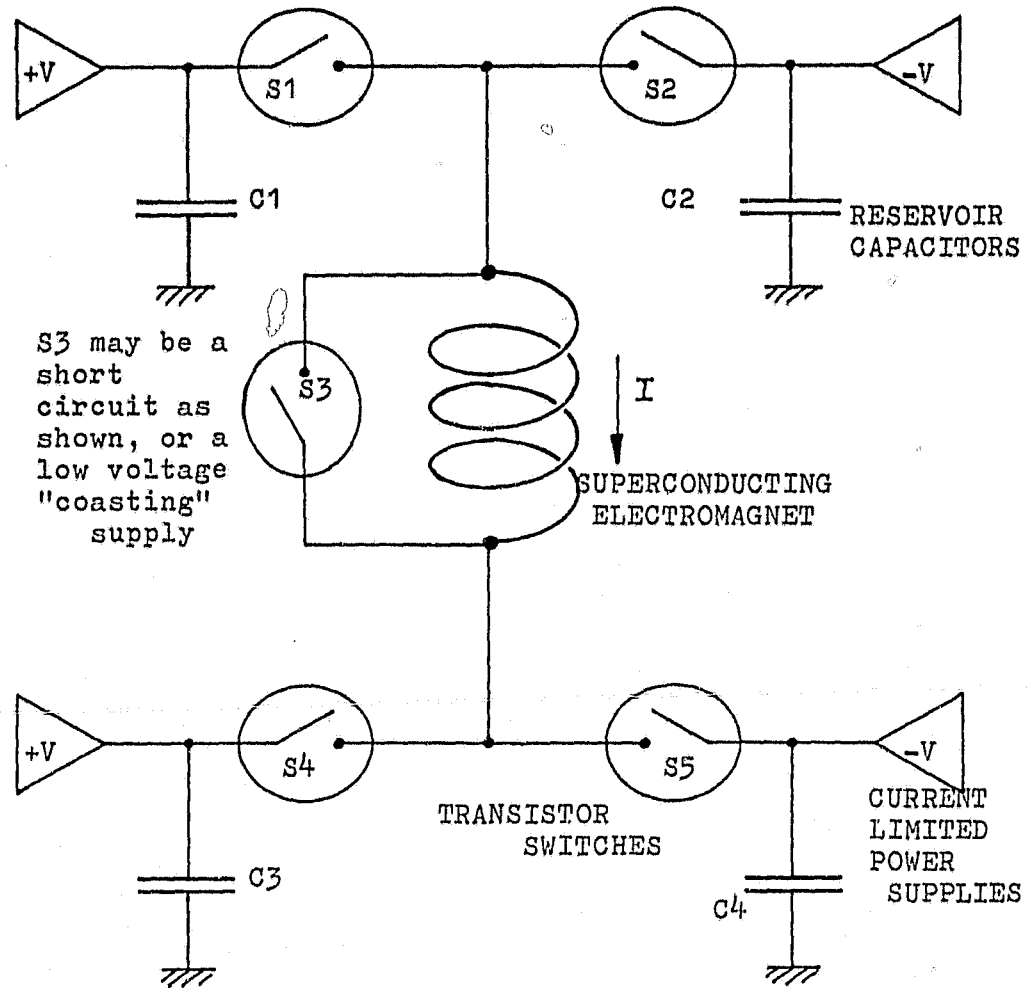 +V
S1
S2
-V
C1
C2
RESERVOIR
CAPACITORS
S3 may be a
short
circuit as
shown, or a
low voltage
"coasting"
supply
S3
I
SUPERCONDUCTING
ELECTROMAGNET
+V
S4
S5
-V
TRANSISTOR
SWITCHES
CURRENT
LIMITED
POWER
SUPPLIES
C3
C4